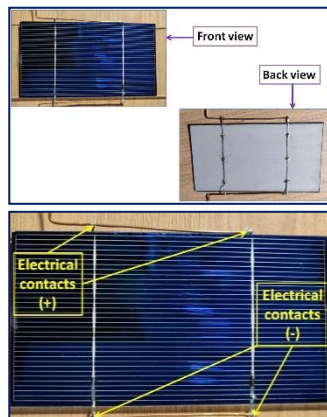 Front view
Back view
Electrical
contacts
(+)
Electrical
contacts
(-)